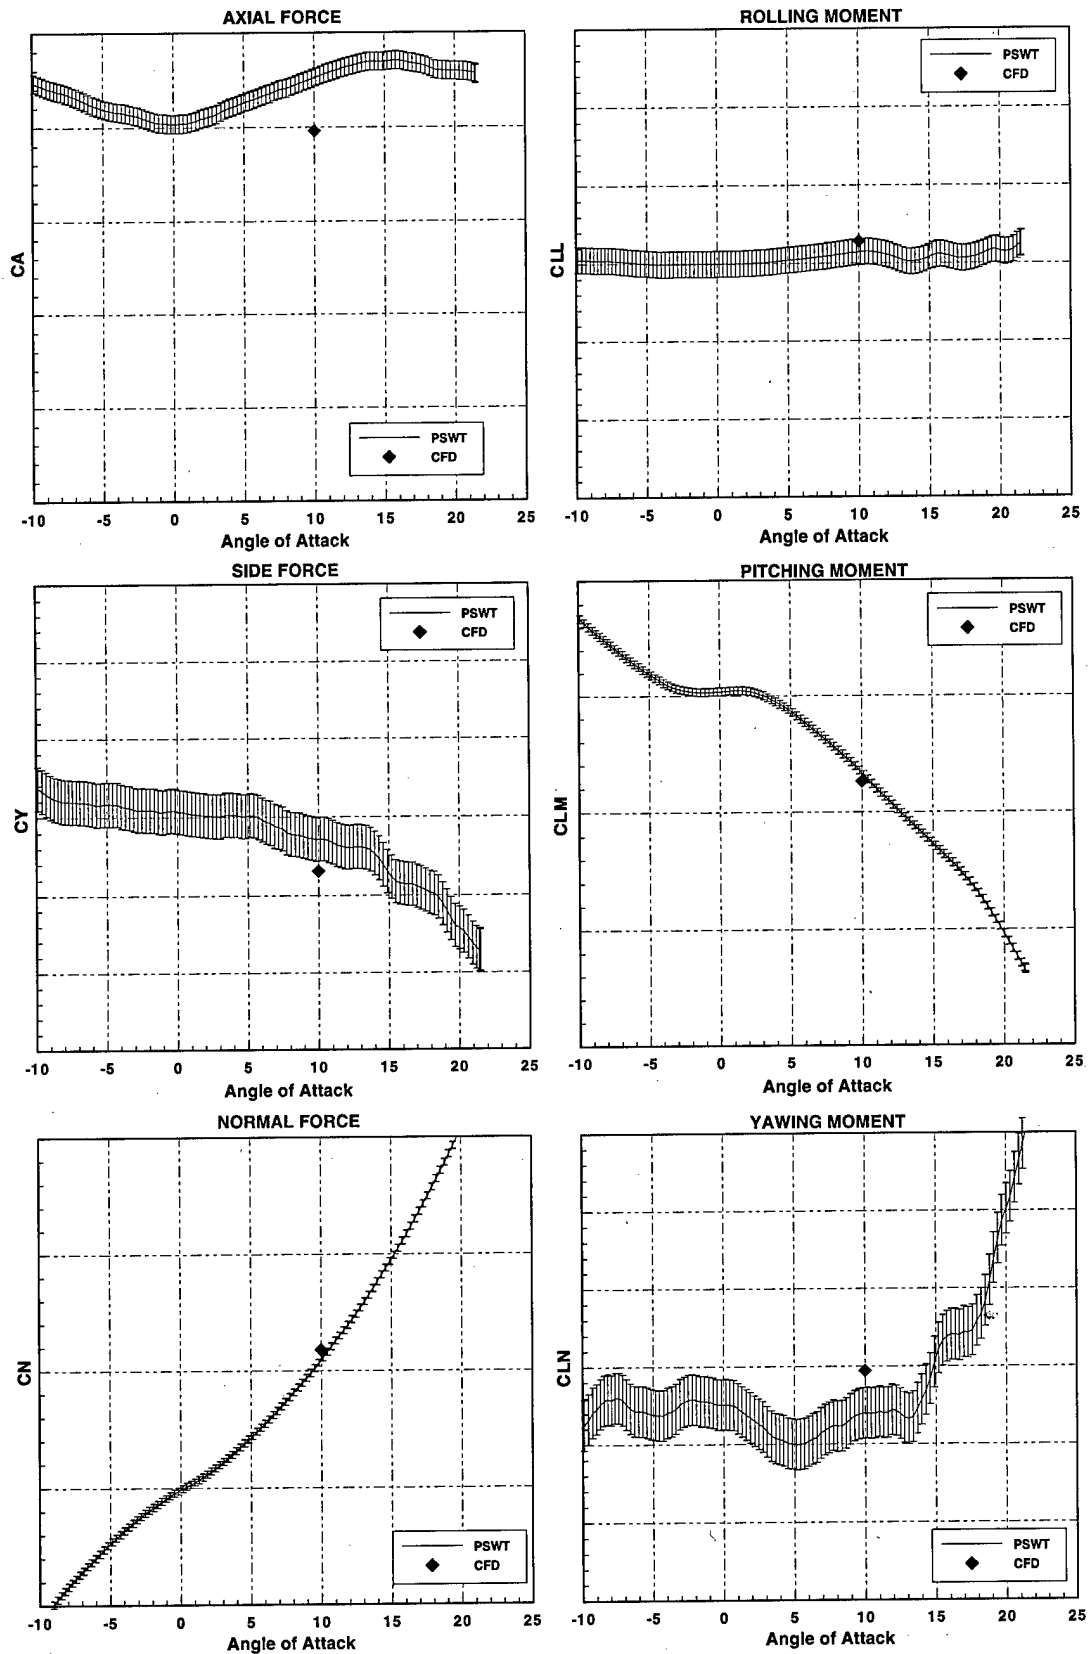 AXIAL FORCE
CA
PSWT
CFD
-10 -5 0 5 10 15 20 25
Angle of Attack
ROLLING MOMENT
PSWT
CFD
CLL
-10 -5 0 5 10 15 20 25
Angle of Attack
SIDE FORCE
PSWT
CFD
CY
-10 -5 0 5 10 15 20 25
Angle of Attack
PITCHING MOMENT
PSWT
CFD
CLM
-10 -5 0 5 10 15 20 25
Angle of Attack
NORMAL FORCE
CN
PSWT
CFD
-10 -5 0 5 10 15 20 25
Angle of Attack
YAWING MOMENT
CLN
PSWT
CFD
-10 -5 0 5 10 15 20 25
Angle of Attack